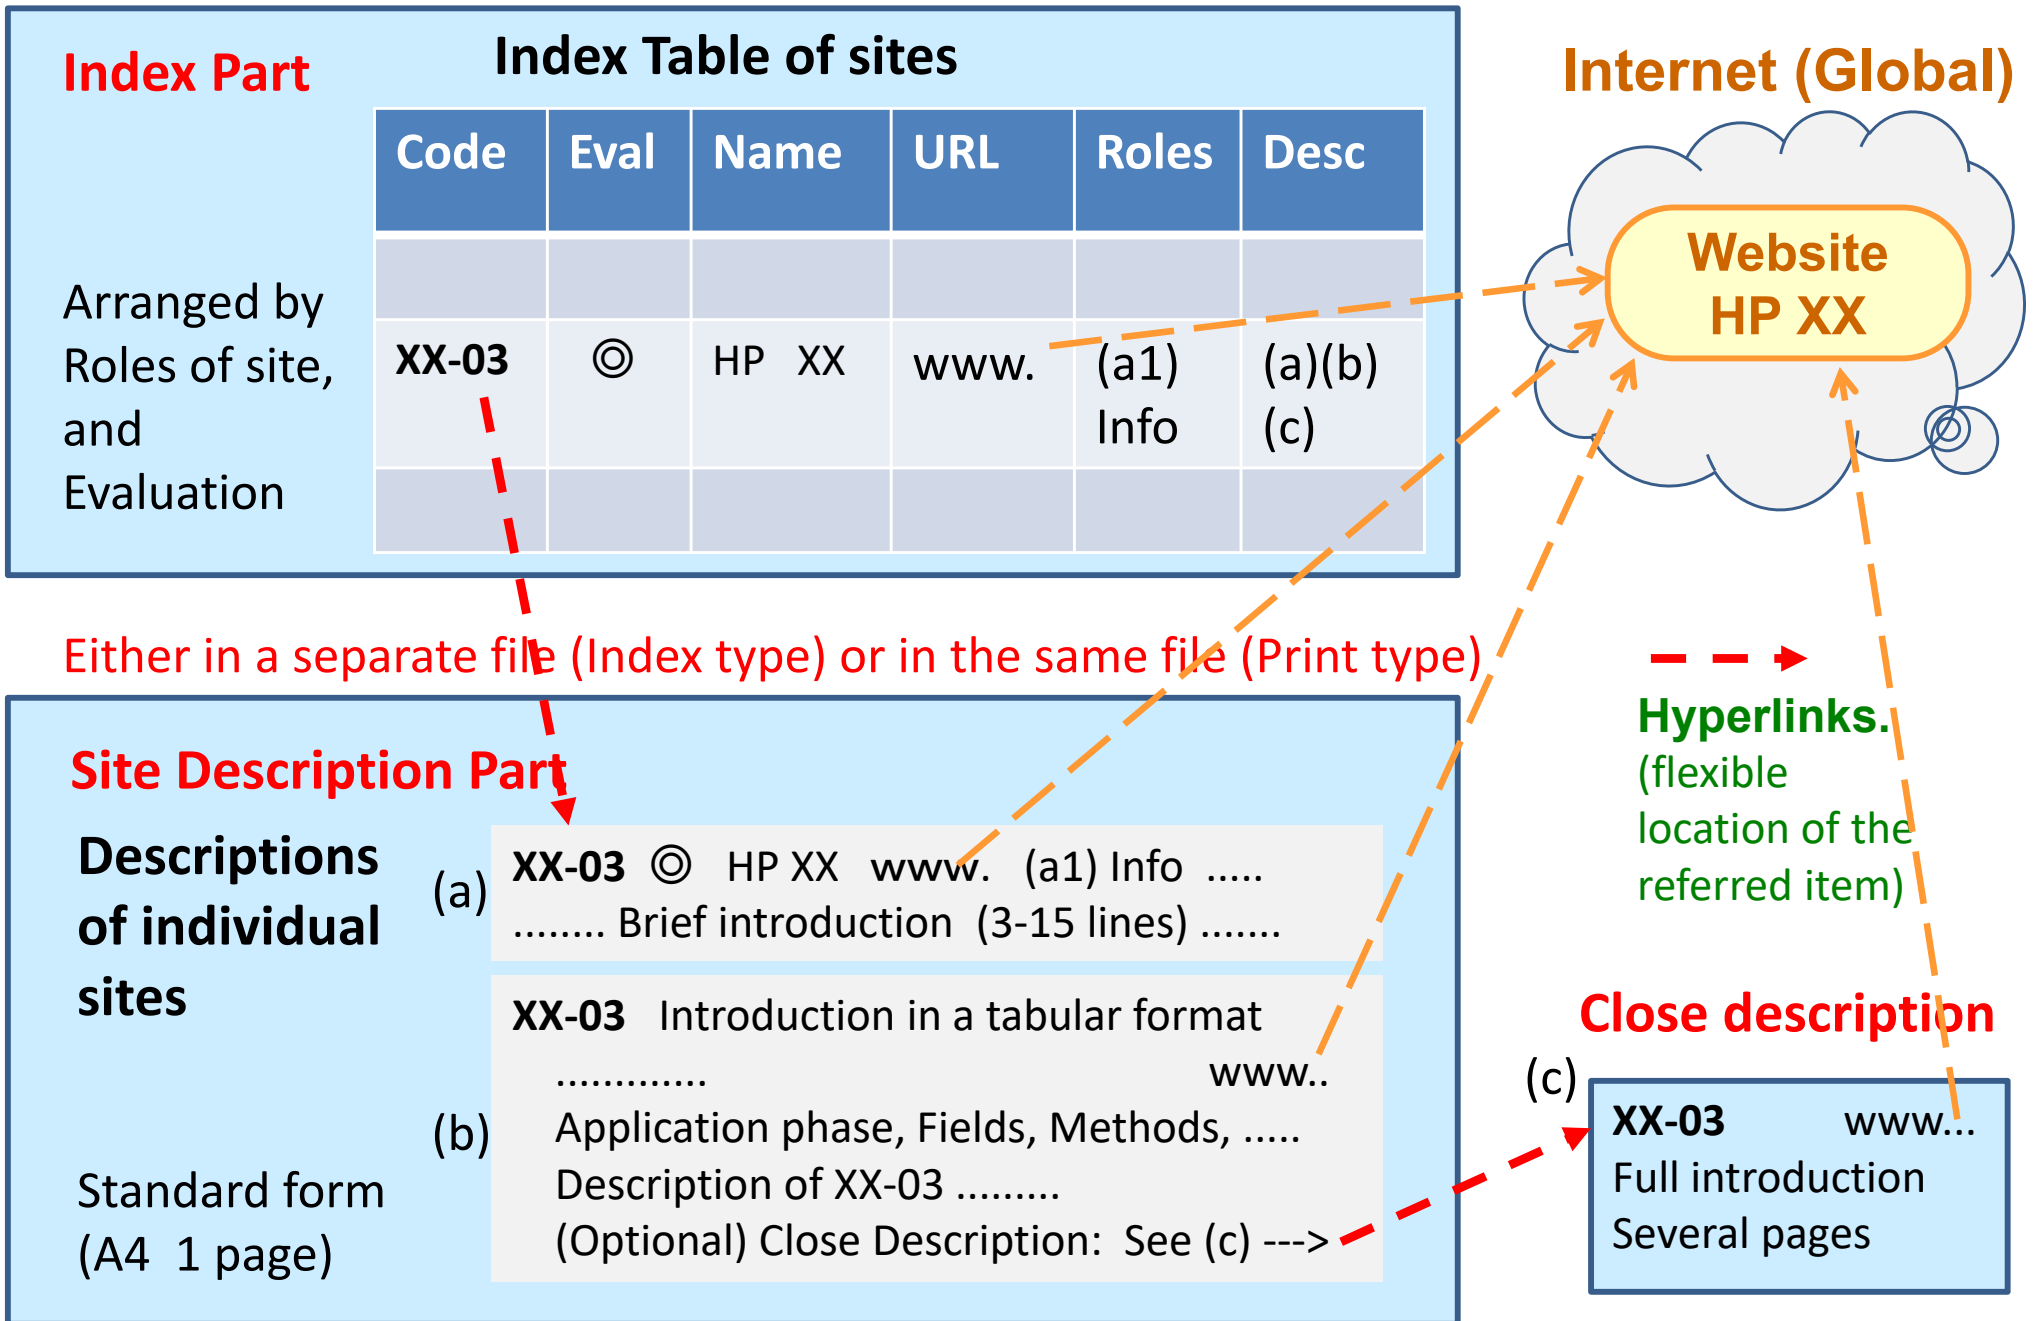 Index Part
Index Table of sites
Code Eval Name URL Roles Desc
XX-03 ◎ HP XX www. (a1) (a)(b)
Info (c)
Arranged by
Roles of site,
and
Evaluation
Internet (Global)
Website
HP XX
Either in a separate file (Index type) or in the same file (Print type)
Hyperlinks.
(flexible
location of the
referred item)
Site Description Part
Descriptions
of individual
sites
Standard form
(A4 1 page)
(a)
XX-03 ◎ HP XX www. (a1) Info .....
........ Brief introduction (3-15 lines) .......
(b)
XX-03 Introduction in a tabular format
............. www..
Application phase, Fields, Methods, .....
Description of XX-03 .........
(Optional) Close Description: See (c) --->
Close description
(c)
XX-03 www...
Full introduction
Several pages